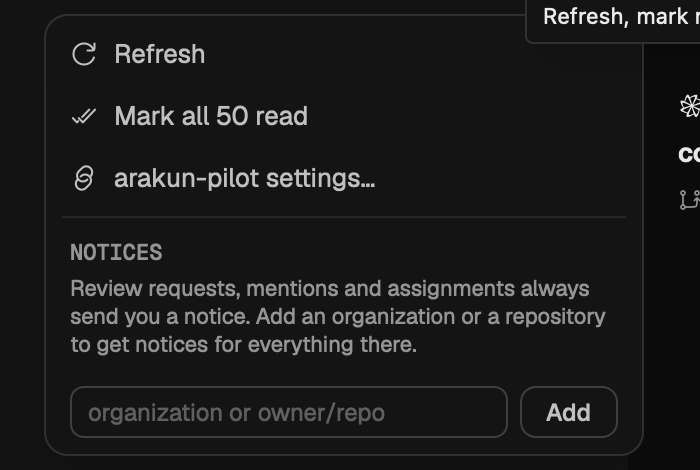 Refresh, mark
Refresh
Mark all 50 read
arakun-pilot settings...
NOTICES
Review requests, mentions and assignments always
send you a notice. Add an organization or a repository
to get notices for everything there.
organization or owner/repo
Add